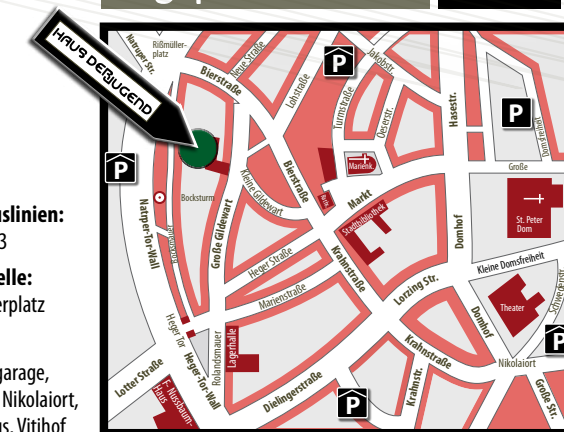 HAUS DER JUGEND
Natruper Str.
Rißmüller-
platz
Bierstraße
Neue Straße
Lohstraße
P
Jakobstr.
Turmstraße
Oeserstr.
Hasestr.
P
Domsfreiheit
P
Marienk.
Große
Bocksturm
Kleine Gildewart
Bierstraße
Markt
Stadtbibliothek
St. Peter
Dom
Natruper-Tor-Wall
Große Gildewart
Domhof
uslinien:
3
Heger Straße
Krahnstraße
Kleine Domsfreiheit
elle:
erplatz
Marienstraße
Lorzing Str.
Domhof
Theater
Heger Tor
Rolandsmauer
Lagerhalle
Krahnstraße
P
garage,
Nikolaiort,
us, Vitihof
Lotter Straße
Heger-Tor-Wall
F.-Nussbaum-
Haus
Dielingerstraße
P
Krahnstr.
Nikolaiort
Große Str.